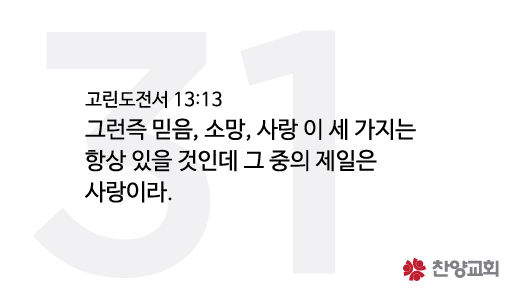 31
고린도전서 13:13
그런즉 믿음, 소망, 사랑 이 세 가지는
항상 있을 것인데 그 중의 제일은
사랑이라.
찬양교회